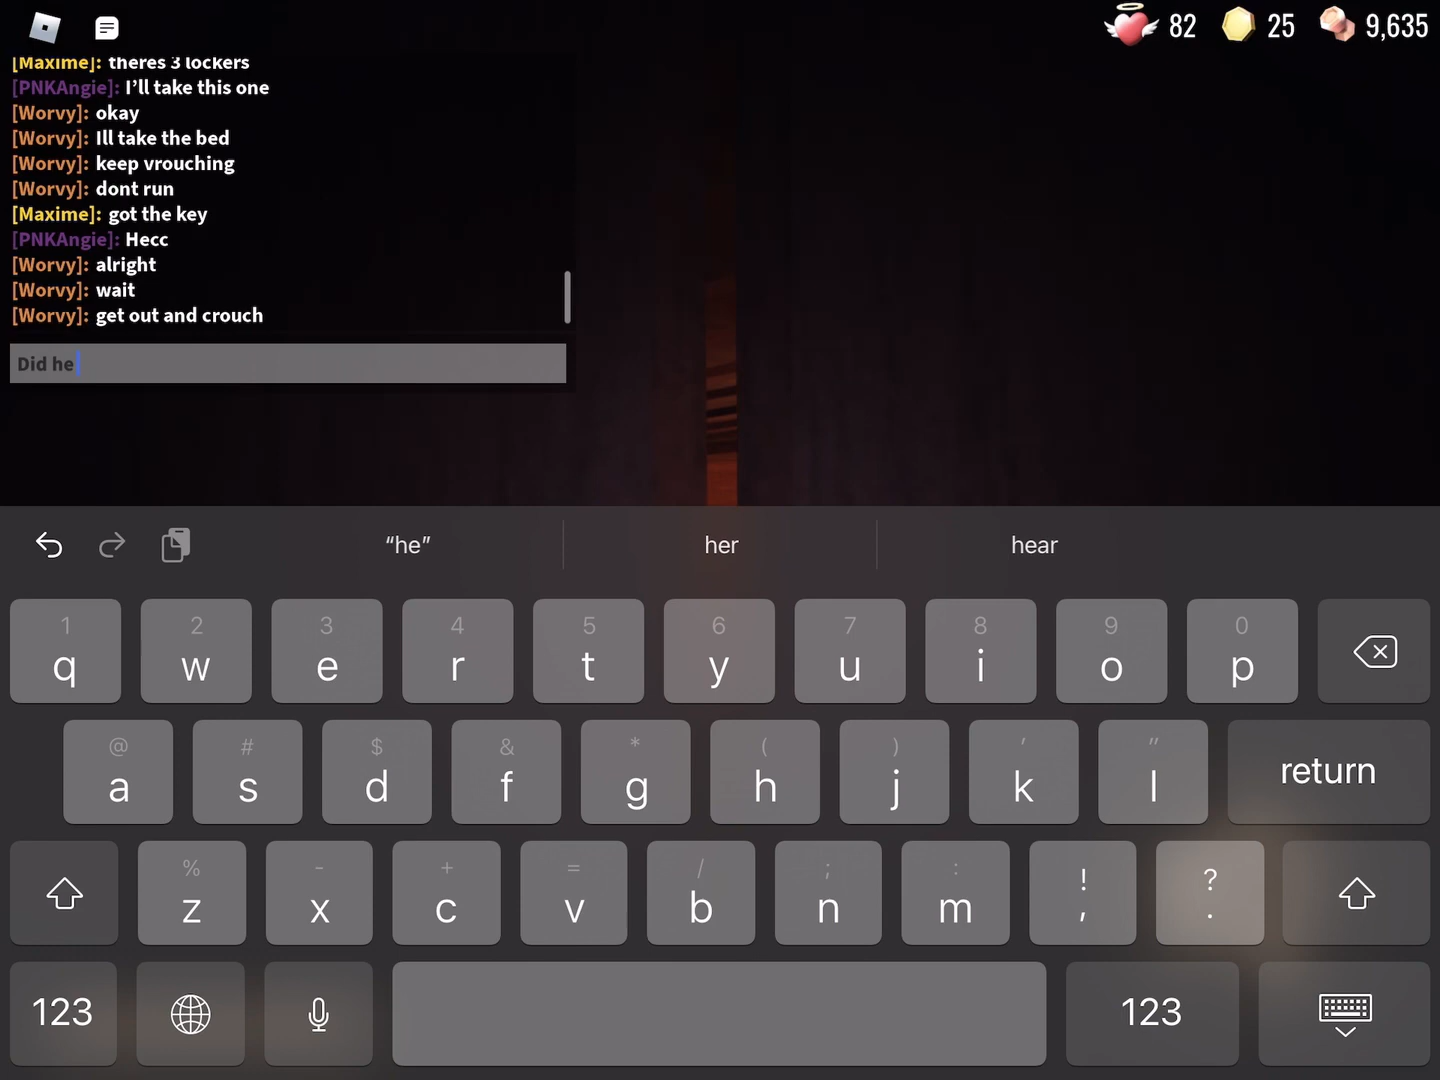 82 25 9,635
[Maxime]: theres 3 lockers
[PNKAngie]: I’ll take this one
[Worvy]: okay
[Worvy]: Ill take the bed
[Worvy]: keep vrouching
[Worvy]: dont run
[Maxime]: got the key
[PNKAngie]: Hecc
[Worvy]: alright
[Worvy]: wait
[Worvy]: get out and crouch
Did he
“he” her hear
1 2 3 4 5 6 7 8 9 0
q w e r t y u i o p
@ # $ & * ( ) ' "
a s d f g h j k l return
% - + = / ; : ! ?
z x c v b n m , .
123 123